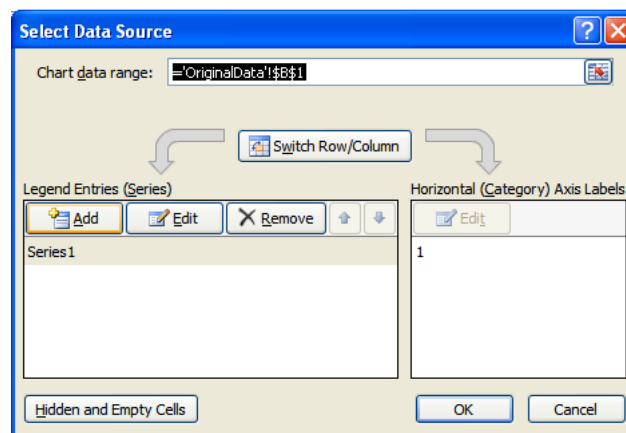 Select Data Source
Chart data range: ='OriginalData'!$B$1
Switch Row/Column
Legend Entries (Series)
Horizontal (Category) Axis Labels
Add Edit Remove
Edit
Series1
1
Hidden and Empty Cells
OK Cancel